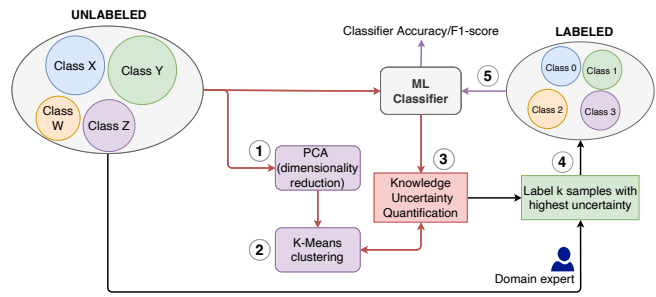 UNLABELED
Class X
Class Y
Class
W
Class Z
Classifier Accuracy/F1-score
ML
Classifier
5
LABELED
Class 0
Class 1
Class 2
Class 3
1
PCA
(dimensionality
reduction)
2
K-Means
clustering
3
Knowledge
Uncertainty
Quantification
4
Label k samples with
highest uncertainty
Domain expert